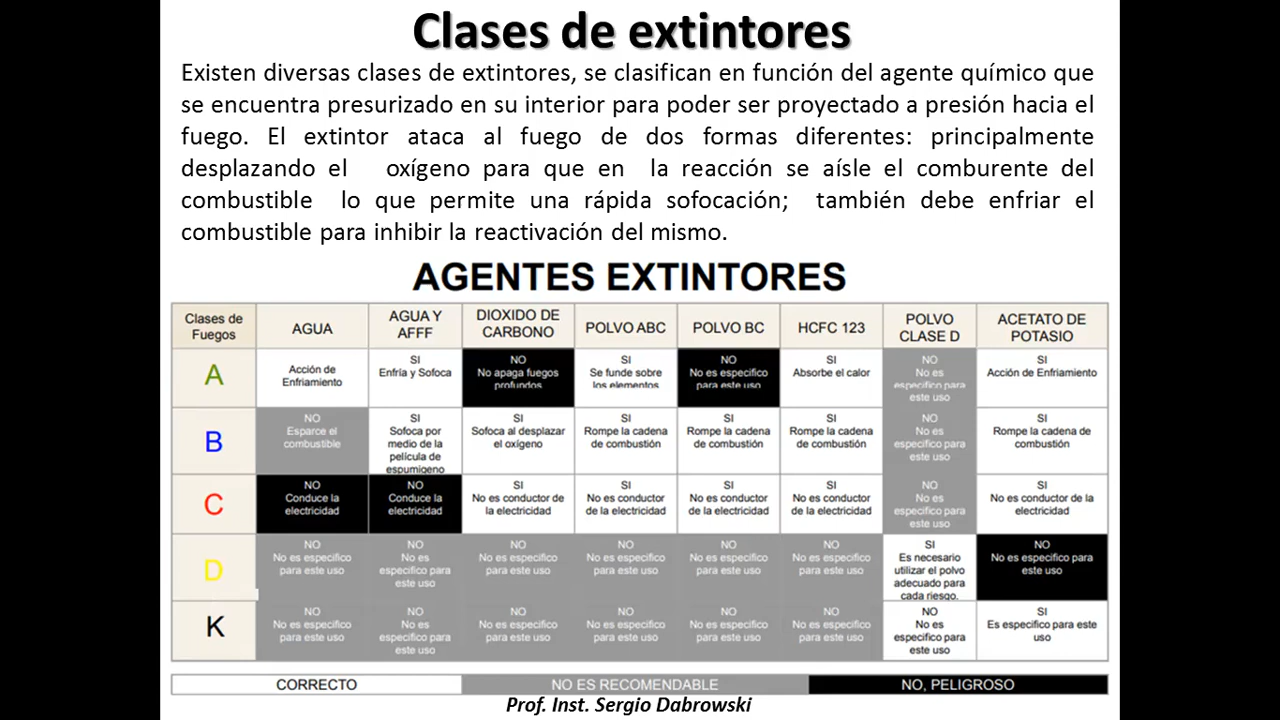 Clases de extintores
Existen diversas clases de extintores, se clasifican en función del agente químico que
se encuentra presurizado en su interior para poder ser proyectado a presión hacia el
fuego. El extintor ataca al fuego de dos formas diferentes: principalmente
desplazando el oxígeno para que en la reacción se aísle el comburente del
combustible lo que permite una rápida sofocación; también debe enfriar el
combustible para inhibir la reactivación del mismo.
AGENTES EXTINTORES
Clases de
Fuegos
AGUA
AGUA Y
AFFF
DIOXIDO DE
CARBONO
POLVO ABC
POLVO BC
HCFC 123
POLVO
CLASE D
ACETATO DE
POTASIO
A
Acción de
Enfriamiento
SI
Enfría y Sofoca
NO
No apaga fuegos
profundos
SI
Se funde sobre
los elementos
NO
No es especifico
para este uso
SI
Absorbe el calor
NO
No es
especifico para
este uso
SI
Acción de Enfriamiento
B
NO
Esparce el
combustible
SI
Sofoca por
medio de la
película de
espumigeno
SI
Sofoca al desplazar
el oxígeno
SI
Rompe la cadena
de combustión
SI
Rompe la cadena
de combustión
SI
Rompe la cadena
de combustión
NO
No es
especifico para
este uso
SI
Rompe la cadena de
combustión
C
NO
Conduce la
electricidad
NO
Conduce la
electricidad
SI
No es conductor de
la electricidad
SI
No es conductor
de la electricidad
SI
No es conductor
de la electricidad
SI
No es conductor
de la electricidad
NO
No es
especifico para
este uso
SI
No es conductor de la
electricidad
D
NO
No es especifico
para este uso
NO
No es
especifico para
este uso
NO
No es especifico
para este uso
NO
No es especifico
para este uso
NO
No es especifico
para este uso
NO
No es especifico
para este uso
SI
Es necesario
utilizar el polvo
adecuado para
cada riesgo.
NO
No es especifico para
este uso
K
NO
No es especifico
para este uso
NO
No es
especifico para
este uso
NO
No es especifico
para este uso
NO
No es especifico
para este uso
NO
No es especifico
para este uso
NO
No es especifico
para este uso
NO
No es
especifico para
este uso
SI
Es especifico para este
uso
CORRECTO
NO ES RECOMENDABLE
NO, PELIGROSO
Prof. Inst. Sergio Dabrowski